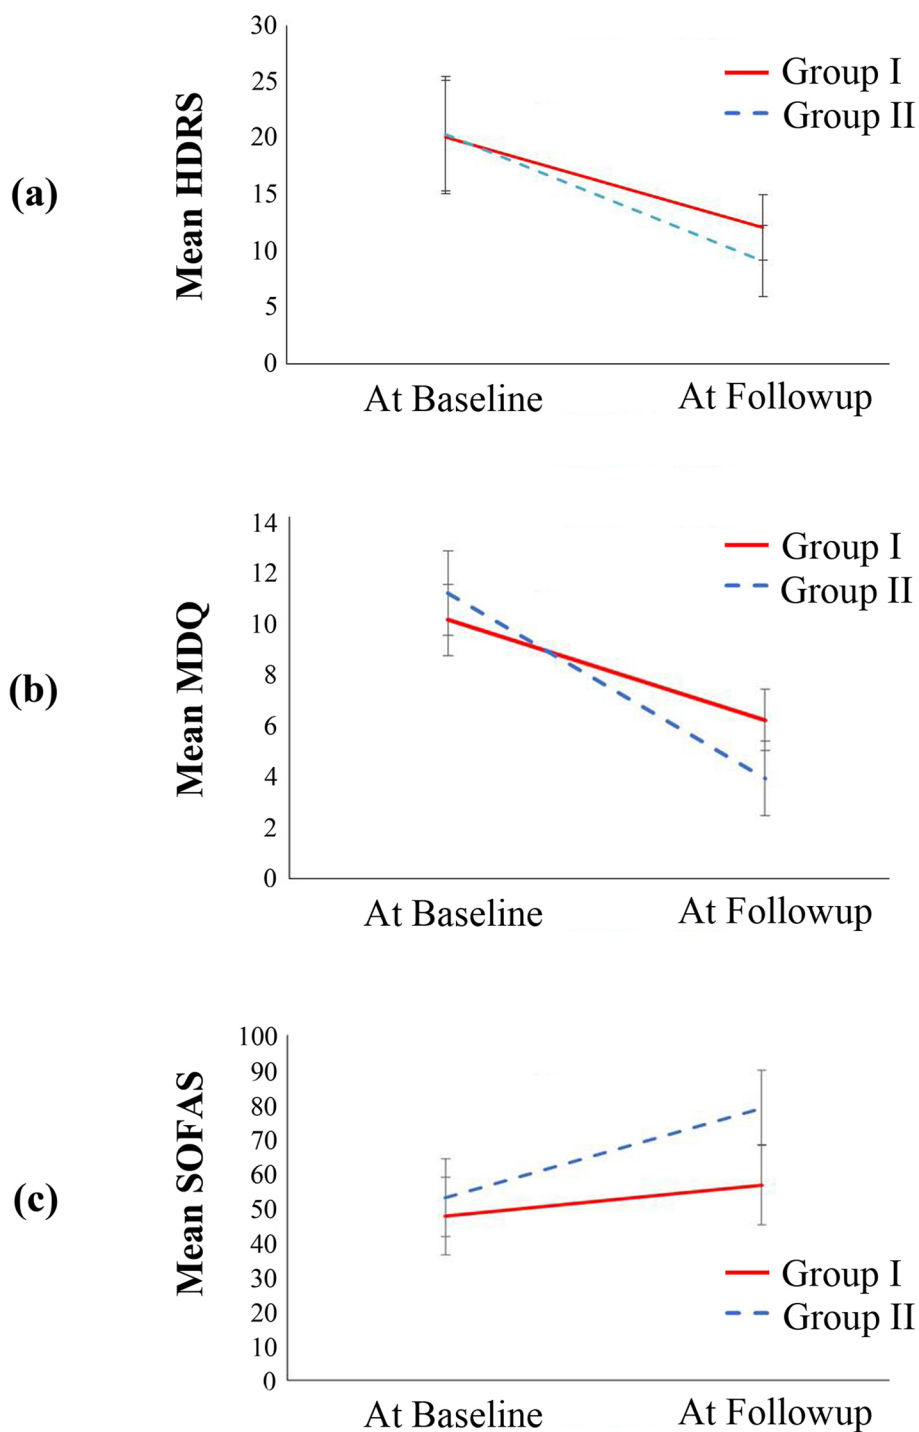 (a)
Mean HDRS
30
25
20
15
10
5
0
Group I
Group II
At Baseline
At Followup
(b)
Mean MDQ
14
12
10
8
6
4
2
0
Group I
Group II
At Baseline
At Followup
(c)
Mean SOFAS
100
90
80
70
60
50
40
30
20
10
0
Group I
Group II
At Baseline
At Followup